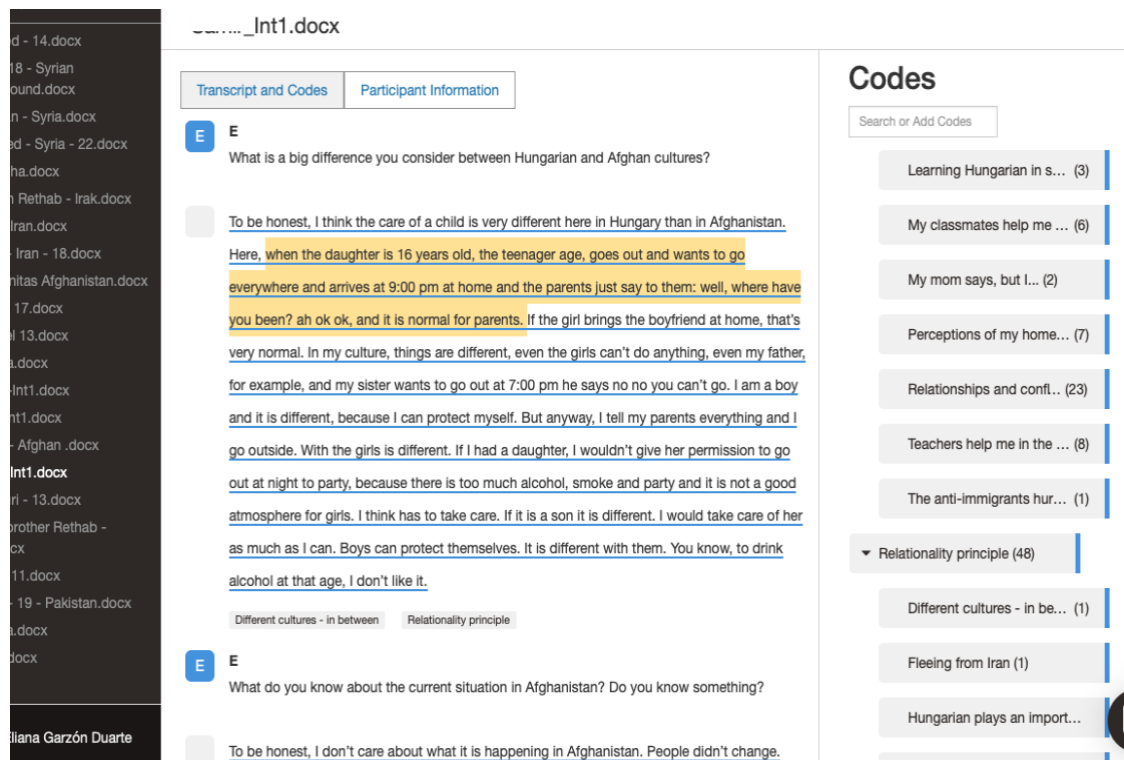 _Int1.docx
d - 14.docx
18 - Syrian
ound.docx
n - Syria.docx
ed - Syria - 22.docx
ha.docx
Rethab - Irak.docx
Iran.docx
- Iran - 18.docx
nitas Afghanistan.docx
17.docx
el 13.docx
a.docx
-Int1.docx
nt1.docx
- Afghan .docx
Int1.docx
ri - 13.docx
brother Rethab -
cx
11.docx
- 19 - Pakistan.docx
a.docx
docx
Eliana Garzón Duarte
Transcript and Codes
Participant Information
E
E
What is a big difference you consider between Hungarian and Afghan cultures?
To be honest, I think the care of a child is very different here in Hungary than in Afghanistan.
Here, when the daughter is 16 years old, the teenager age, goes out and wants to go
everywhere and arrives at 9:00 pm at home and the parents just say to them: well, where have
you been? ah ok ok, and it is normal for parents. If the girl brings the boyfriend at home, that's
very normal. In my culture, things are different, even the girls can't do anything, even my father,
for example, and my sister wants to go out at 7:00 pm he says no no you can't go. I am a boy
and it is different, because I can protect myself. But anyway, I tell my parents everything and I
go outside. With the girls is different. If I had a daughter, I wouldn't give her permission to go
out at night to party, because there is too much alcohol, smoke and party and it is not a good
atmosphere for girls. I think has to take care. If it is a son it is different. I would take care of her
as much as I can. Boys can protect themselves. It is different with them. You know, to drink
alcohol at that age, I don't like it.
Different cultures - in between
Relationality principle
E
E
What do you know about the current situation in Afghanistan? Do you know something?
To be honest, I don't care about what it is happening in Afghanistan. People didn't change.
Codes
Search or Add Codes
Learning Hungarian in s... (3)
My classmates help me ... (6)
My mom says, but I... (2)
Perceptions of my home... (7)
Relationships and confl... (23)
Teachers help me in the ... (8)
The anti-immigrants hur... (1)
Relationality principle (48)
Different cultures - in be... (1)
Fleeing from Iran (1)
Hungarian plays an import...